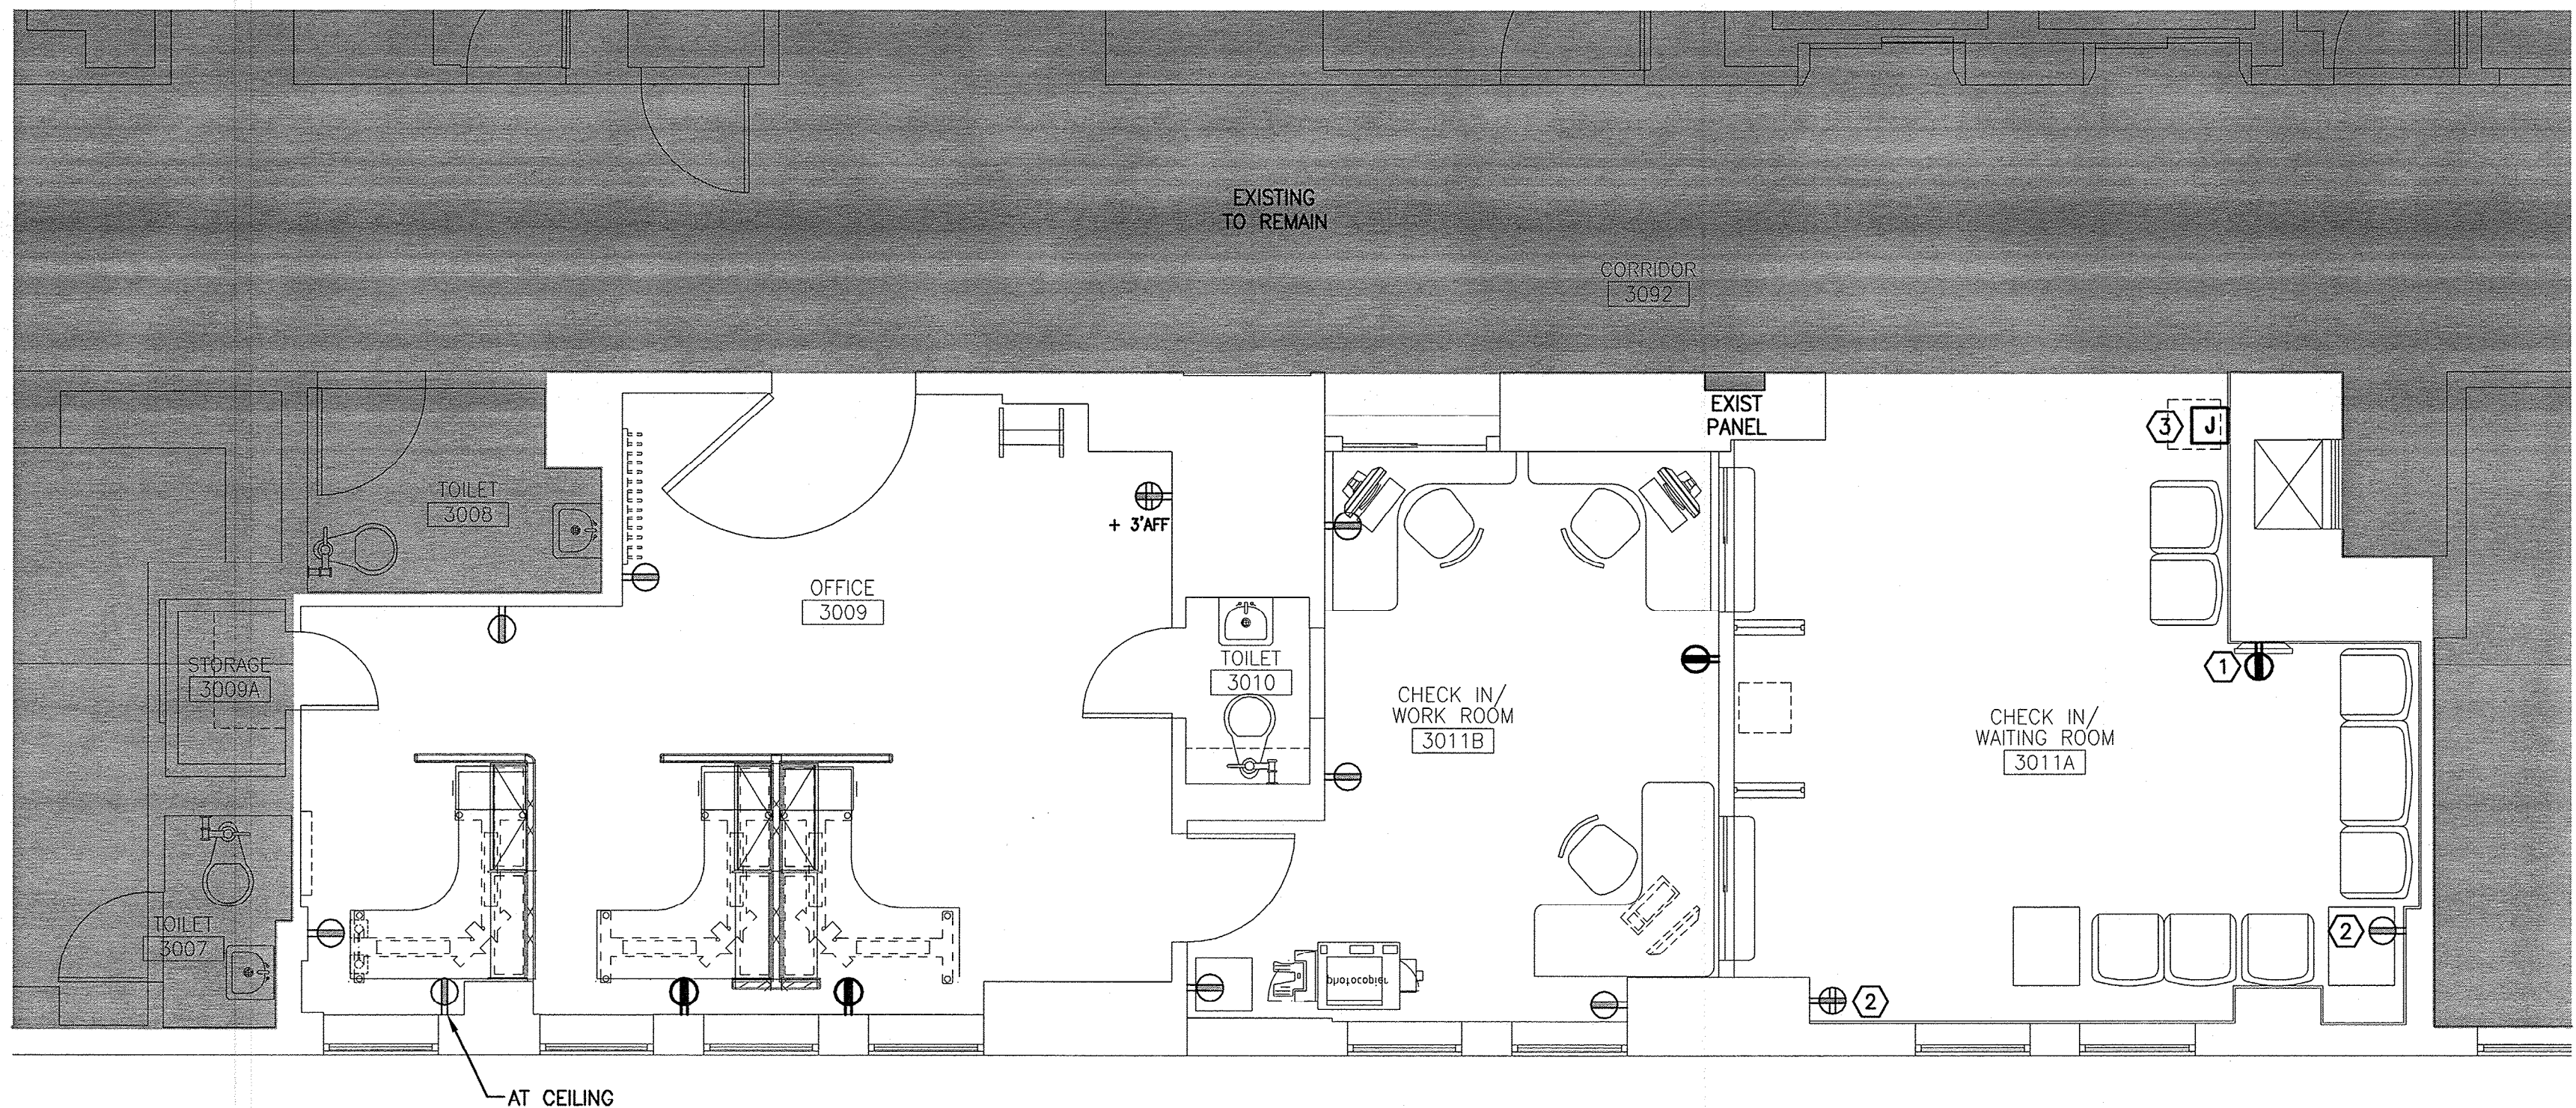 EXISTING
TO REMAIN
CORRIDOR
3092
EXIST
PANEL
3
J
TOILET
3008
+ 3'AFF
OFFICE
3009
STORAGE
3009A
TOILET
3010
1
CHECK IN/
WORK ROOM
3011B
CHECK IN/
WAITING ROOM
3011A
TOILET
3007
2
photocopier
2
AT CEILING